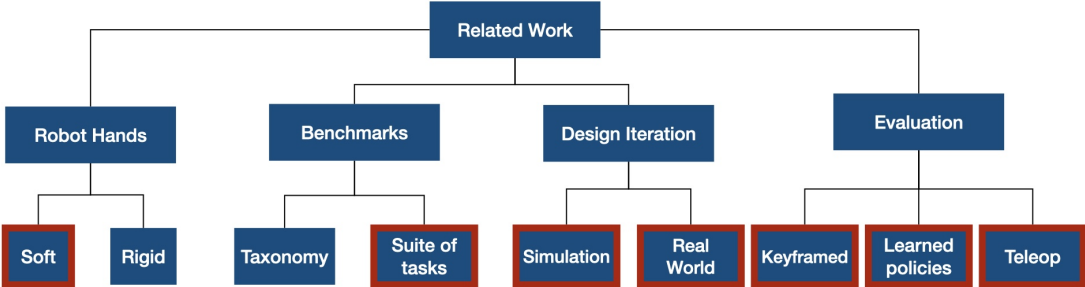 Related Work
Robot Hands
Benchmarks
Design Iteration
Evaluation
Soft
Rigid
Taxonomy
Suite of
tasks
Simulation
Real
World
Keyframed
Learned
policies
Teleop